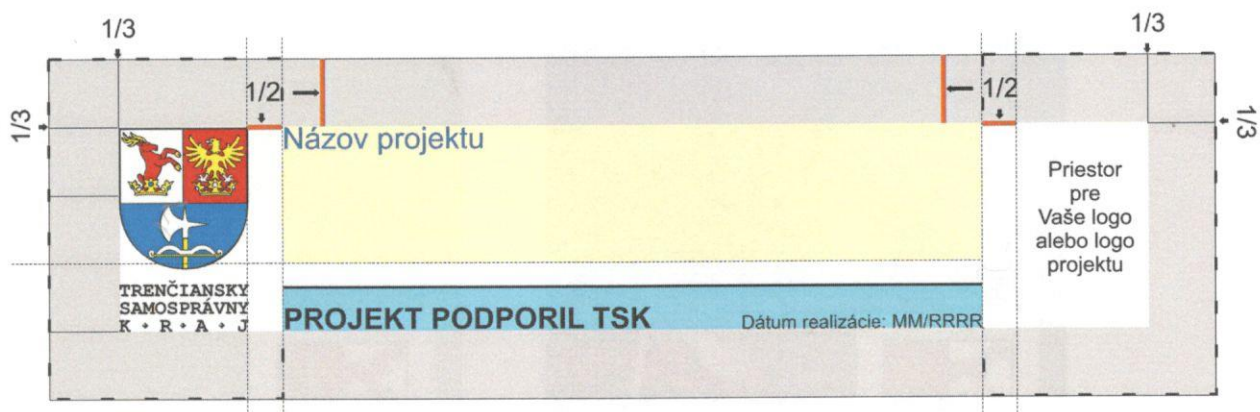 1/3
1/3
1/2
1/2
1/3
1/3
Názov projektu
Priestor
pre
Vaše logo
alebo logo
projektu
TRENČIANSKY
SAMOSPRÁVNY
K · R · A · J
PROJEKT PODPORIL TSK
Dátum realizácie: MM/RRRR